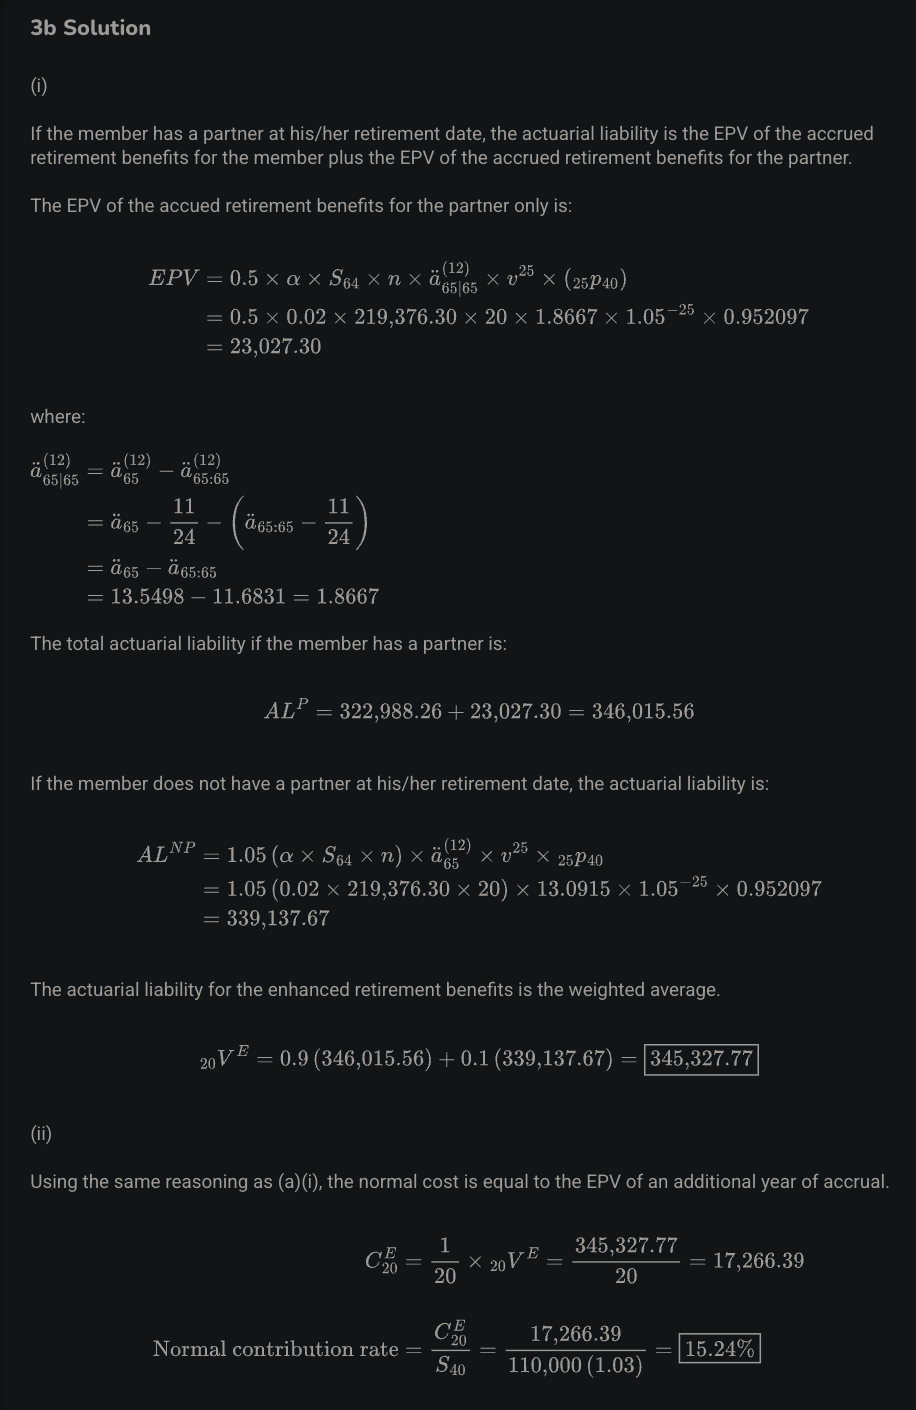 3b Solution
(i)
If the member has a partner at his/her retirement date, the actuarial liability is the EPV of the accrued
retirement benefits for the member plus the EPV of the accrued retirement benefits for the partner.
The EPV of the accued retirement benefits for the partner only is:
$EPV = 0.5 \times \alpha \times S_{64} \times n \times \ddot{a}_{65|65}^{(12)} \times v^{25} \times ({}_{25}p_{40})$
$= 0.5 \times 0.02 \times 219{,}376.30 \times 20 \times 1.8667 \times 1.05^{-25} \times 0.952097$
$= 23{,}027.30$
where:
$\ddot{a}_{65|65}^{(12)} = \ddot{a}_{65}^{(12)} - \ddot{a}_{65:65}^{(12)}$
$= \ddot{a}_{65} - \frac{11}{24} - \left( \ddot{a}_{65:65} - \frac{11}{24} \right)$
$= \ddot{a}_{65} - \ddot{a}_{65:65}$
$= 13.5498 - 11.6831 = 1.8667$
The total actuarial liability if the member has a partner is:
$AL^{P} = 322{,}988.26 + 23{,}027.30 = 346{,}015.56$
If the member does not have a partner at his/her retirement date, the actuarial liability is:
$AL^{NP} = 1.05 \, (\alpha \times S_{64} \times n) \times \ddot{a}_{65}^{(12)} \times v^{25} \times {}_{25}p_{40}$
$= 1.05 \, (0.02 \times 219{,}376.30 \times 20) \times 13.0915 \times 1.05^{-25} \times 0.952097$
$= 339{,}137.67$
The actuarial liability for the enhanced retirement benefits is the weighted average.
${}_{20}V^{E} = 0.9 \, (346{,}015.56) + 0.1 \, (339{,}137.67) = \boxed{345{,}327.77}$
(ii)
Using the same reasoning as (a)(i), the normal cost is equal to the EPV of an additional year of accrual.
$C_{20}^{E} = \frac{1}{20} \times {}_{20}V^{E} = \frac{345{,}327.77}{20} = 17{,}266.39$
$\text{Normal contribution rate} = \frac{C_{20}^{E}}{S_{40}} = \frac{17{,}266.39}{110{,}000 \, (1.03)} = \boxed{15.24\%}$